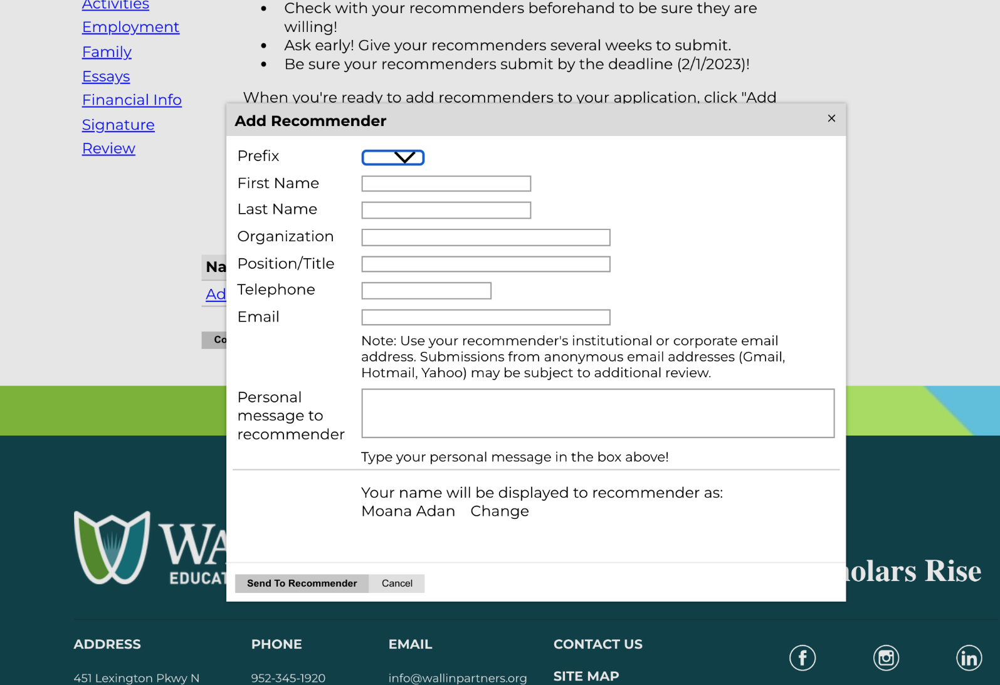 Activities
Employment
Family
Essays
Financial Info
Signature
Review
Check with your recommenders beforehand to be sure they are
willing!
Ask early! Give your recommenders several weeks to submit.
Be sure your recommenders submit by the deadline (2/1/2023)!
When you're ready to add recommenders to your application, click "Add
Add Recommender
Prefix
First Name
Last Name
Organization
Position/Title
Telephone
Email
Note: Use your recommender's institutional or corporate email
address. Submissions from anonymous email addresses (Gmail,
Hotmail, Yahoo) may be subject to additional review.
Personal
message to
recommender
Type your personal message in the box above!
Your name will be displayed to recommender as:
Moana Adan Change
Send To Recommender Cancel
Na
Ad
Co
WA
EDUCAT
holars Rise
ADDRESS
451 Lexington Pkwy N
PHONE
952-345-1920
EMAIL
info@wallinpartners.org
CONTACT US
SITE MAP
f
in